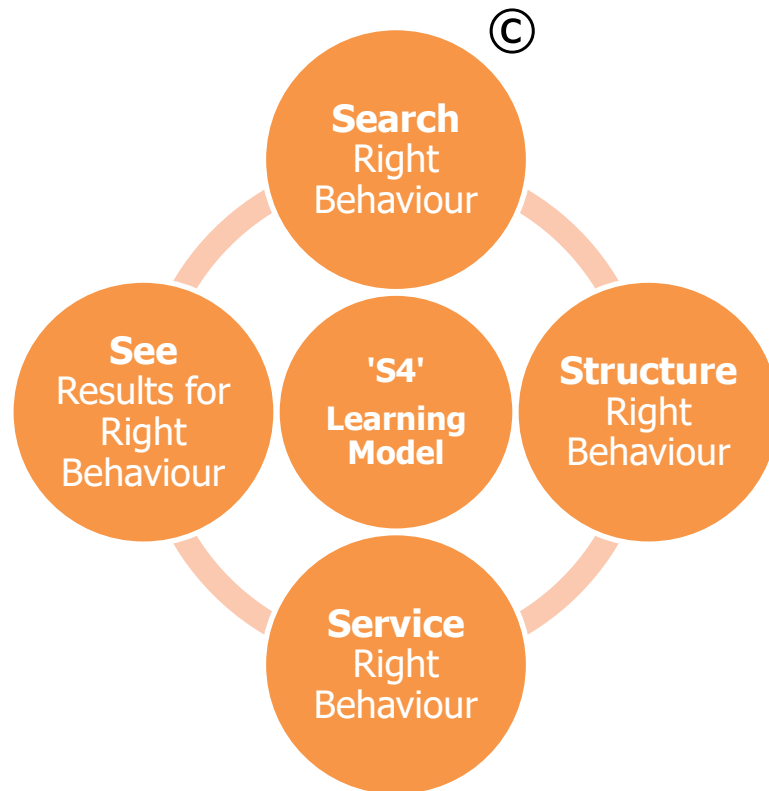 ©
Search
Right
Behaviour
See
Results for
Right
Behaviour
'S4'
Learning
Model
Structure
Right
Behaviour
Service
Right
Behaviour